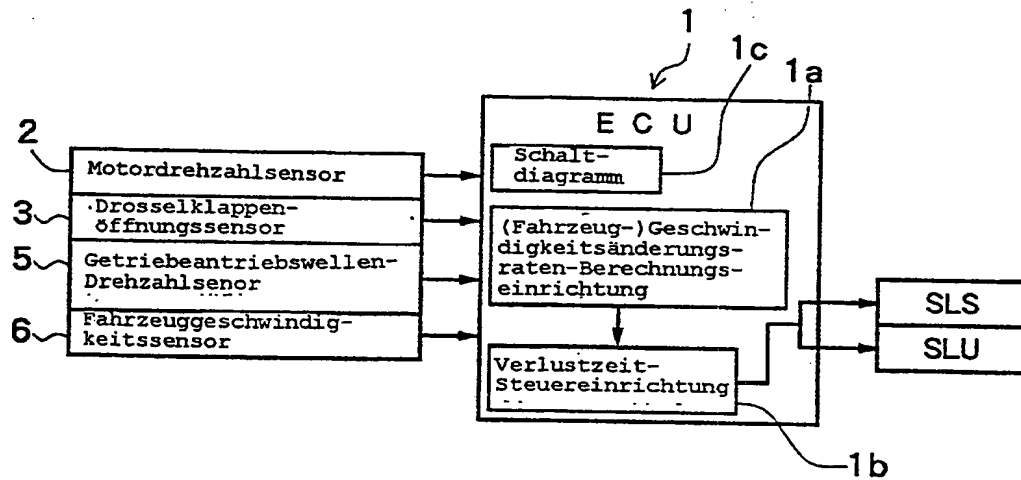 1
1c
1a
E C U
2
Motordrehzahlsensor
Schalt-
diagramm
3
Drosselklappen-
öffnungssensor
(Fahrzeug-)Geschwin-
digkeitsänderungs-
raten-Berechnungs-
einrichtung
5
Getriebeantriebswellen-
Drehzahlsenor
6
Fahrzeuggeschwindig-
keitssensor
Verlustzeit-
Steuereinrichtung
SLS
SLU
1b